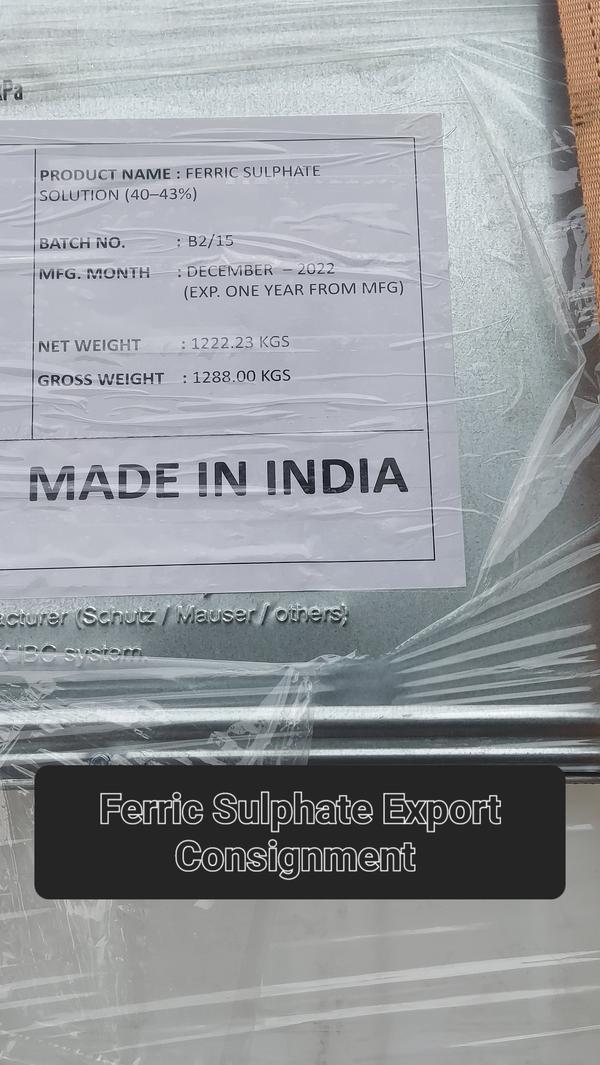 kPa
PRODUCT NAME : FERRIC SULPHATE
SOLUTION (40–43%)
BATCH NO. : B2/15
MFG. MONTH : DECEMBER – 2022
(EXP. ONE YEAR FROM MFG)
NET WEIGHT : 1222.23 KGS
GROSS WEIGHT : 1288.00 KGS
MADE IN INDIA
(Schutz / Mauser / others)
IBC system.
Ferric Sulphate Export
Consignment